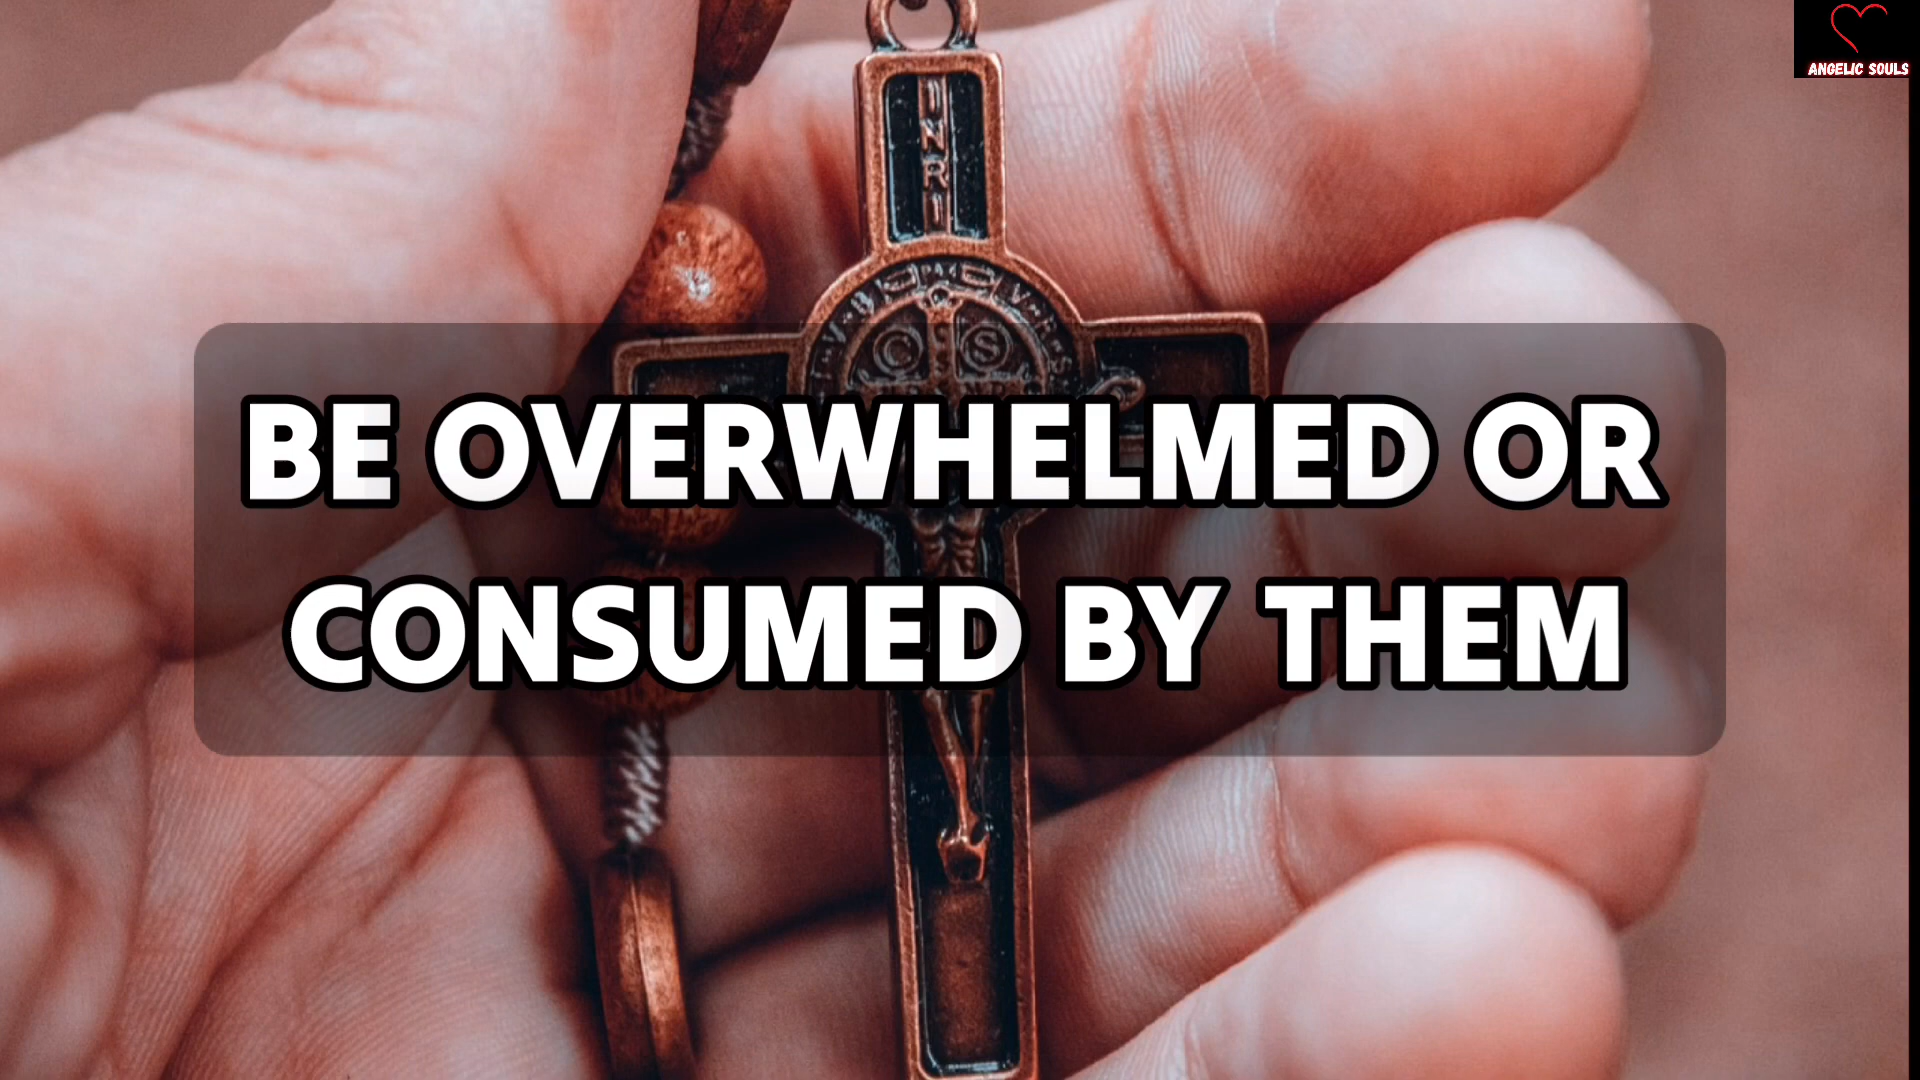 ANGELIC SOULS
INRI
C S
BE OVERWHELMED OR
CONSUMED BY THEM